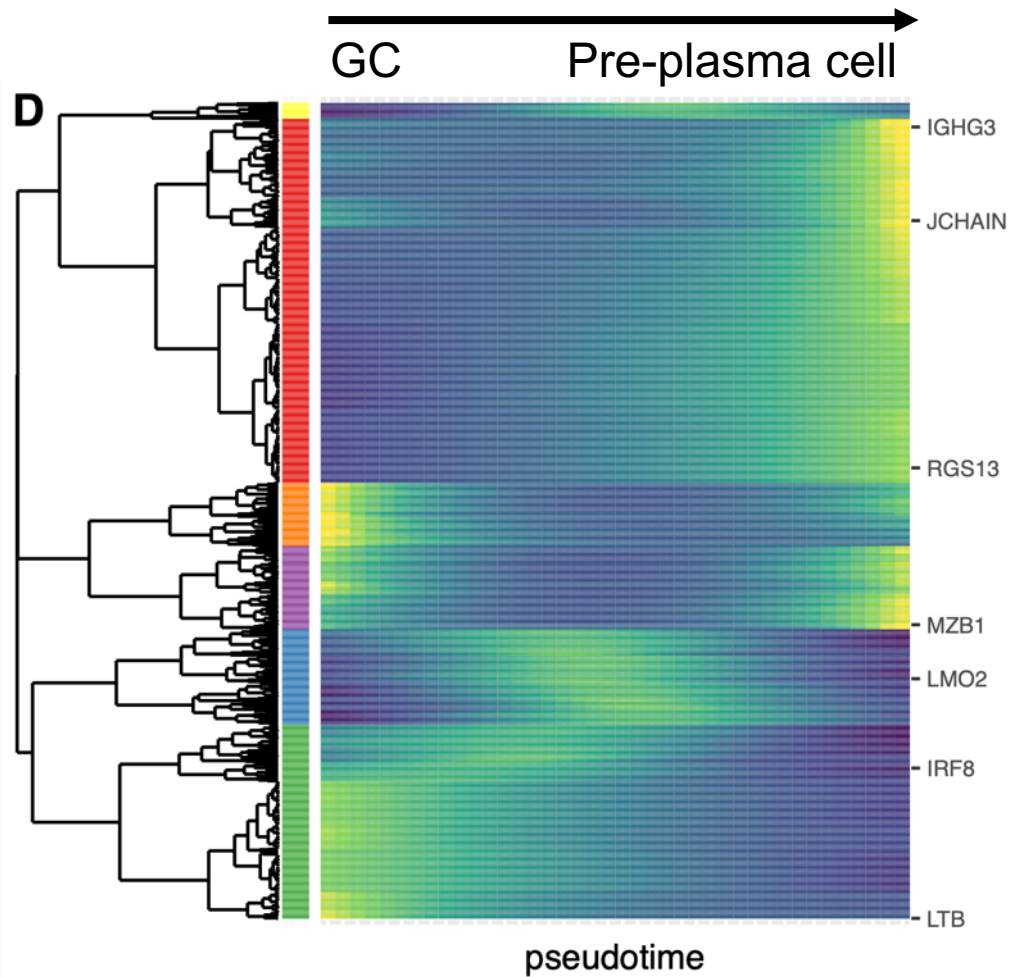 GC Pre-plasma cell
D
IGHG3
JCHAIN
RGS13
MZB1
LMO2
IRF8
LTB
pseudotime